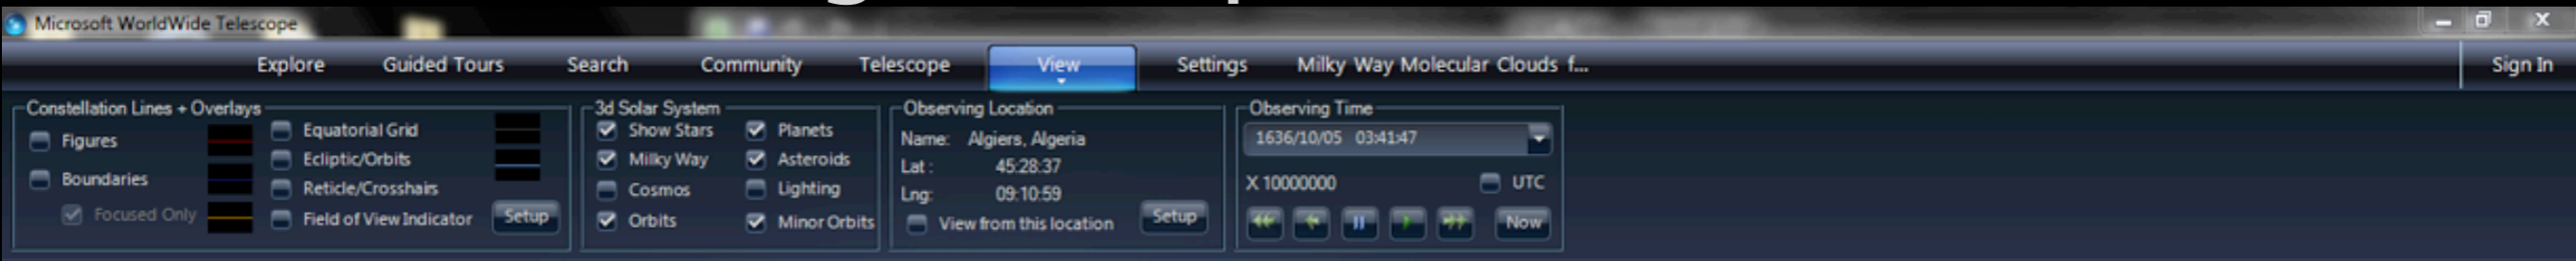 Microsoft WorldWide Telescope
Explore Guided Tours Search Community Telescope View Settings Milky Way Molecular Clouds f... Sign In
Constellation Lines + Overlays
Figures
Boundaries
Focused Only
Equatorial Grid
Ecliptic/Orbits
Reticle/Crosshairs
Field of View Indicator
Setup
3d Solar System
Show Stars
Milky Way
Cosmos
Orbits
Planets
Asteroids
Lighting
Minor Orbits
Observing Location
Name: Algiers, Algeria
Lat : 45:28:37
Lng: 09:10:59
View from this location
Setup
Observing Time
1636/10/05 03:41:47
X 10000000 UTC
Now